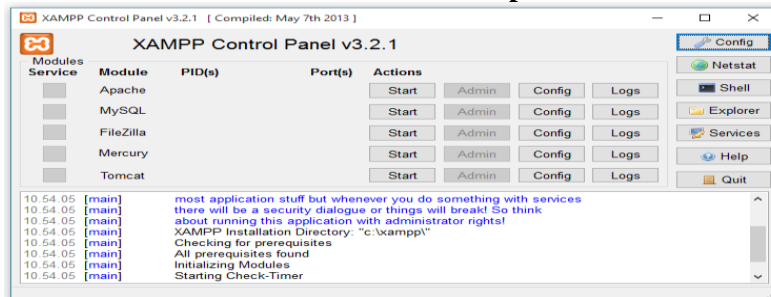 XAMPP Control Panel v3.2.1 [ Compiled: May 7th 2013 ]
XAMPP Control Panel v3.2.1
Config
Modules
Service Module PID(s) Port(s) Actions
Netstat
Apache Start Admin Config Logs
Shell
MySQL Start Admin Config Logs
Explorer
FileZilla Start Admin Config Logs
Services
Mercury Start Admin Config Logs
Help
Tomcat Start Admin Config Logs
Quit
10.54.05 [main] most application stuff but whenever you do something with services
10.54.05 [main] there will be a security dialogue or things will break! So think
10.54.05 [main] about running this application with administrator rights!
10.54.05 [main] XAMPP Installation Directory: "c:\xampp\"
10.54.05 [main] Checking for prerequisites
10.54.05 [main] All prerequisites found
10.54.05 [main] Initializing Modules
10.54.05 [main] Starting Check-Timer